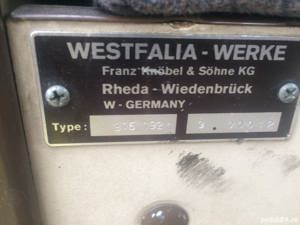 WESTFALIA - WERKE
Franz Knöbel & Söhne KG
Rheda - Wiedenbrück
W - GERMANY
Type: